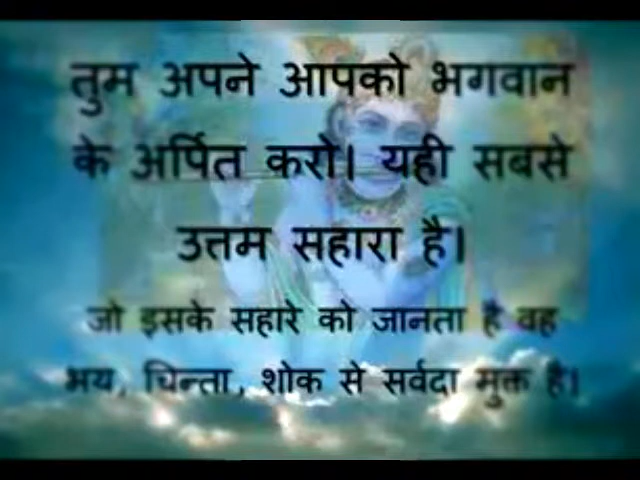 तुम अपने आपको भगवान
के अर्पित करो। यही सबसे
उत्तम सहारा है।
जो इसके सहारे को जानता है वह
भय, चिन्ता, शोक से सर्वदा मुक्त है।